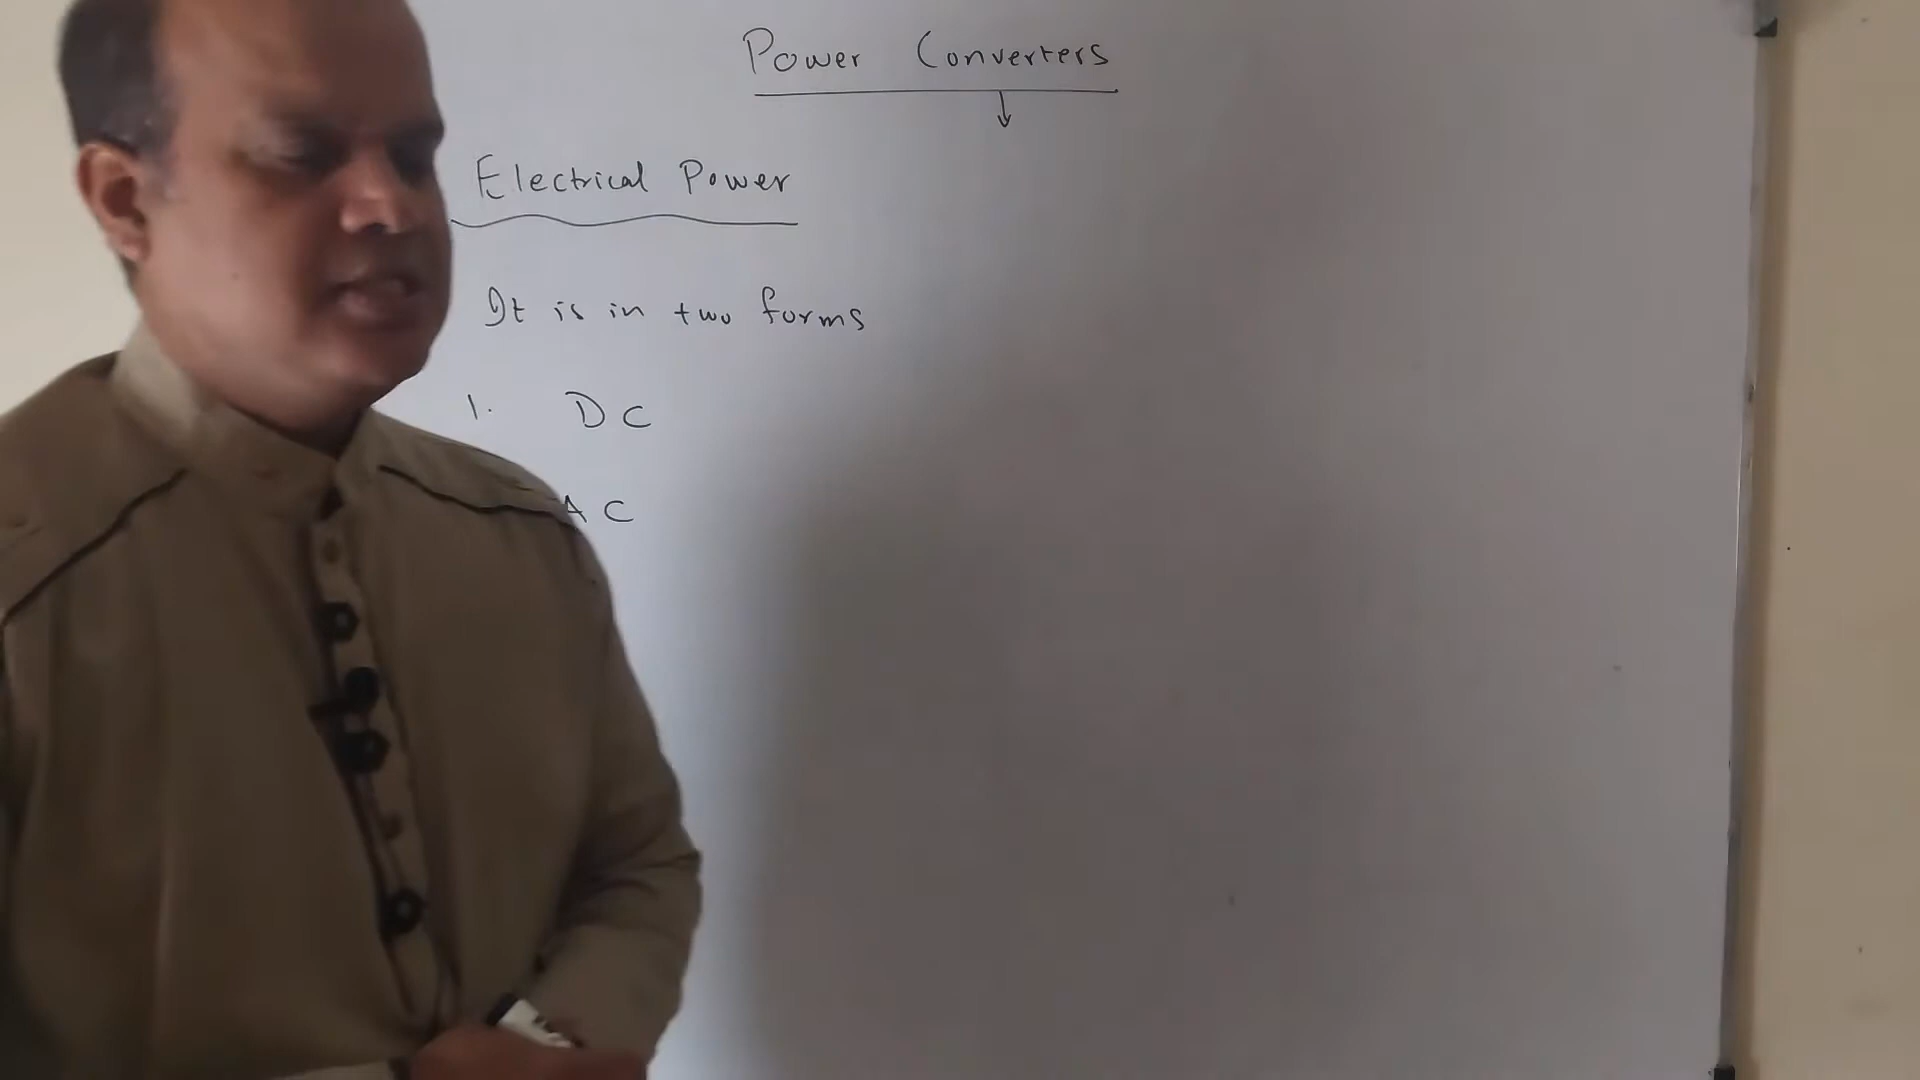 Power Converters
Electrical Power
It is in two forms
1. DC
AC